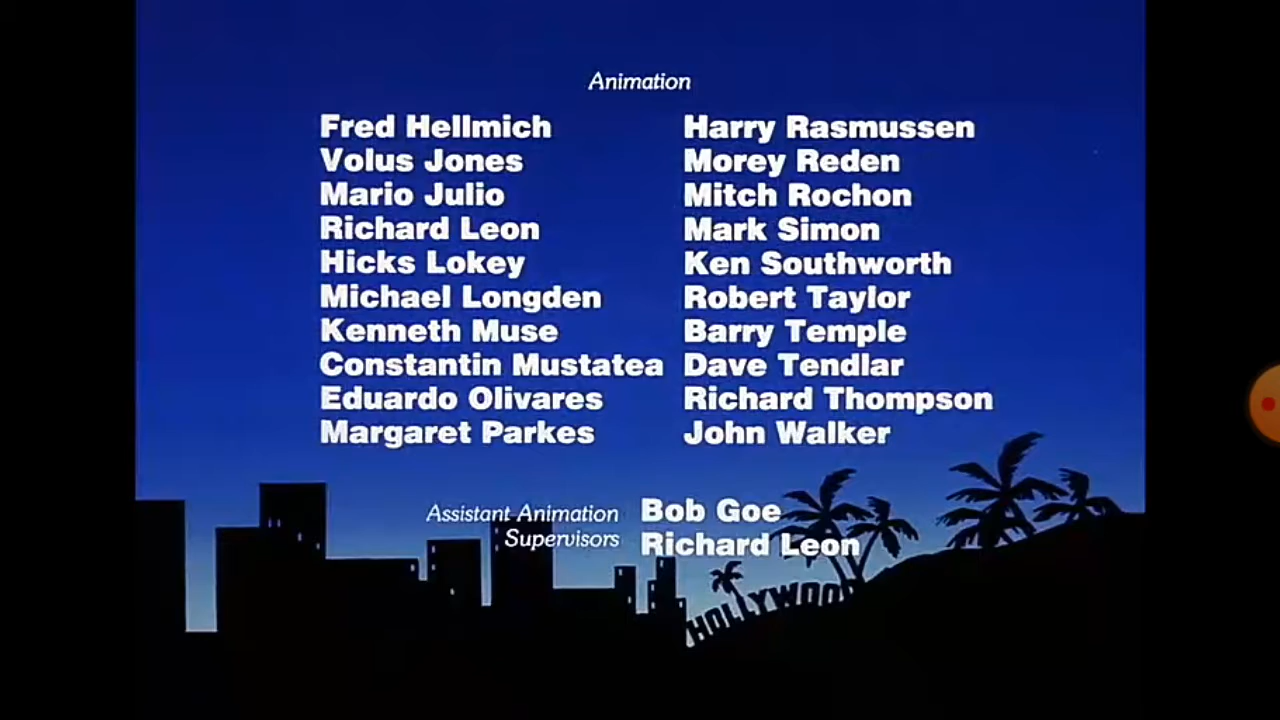 Animation
Fred Hellmich
Volus Jones
Mario Julio
Richard Leon
Hicks Lokey
Michael Longden
Kenneth Muse
Constantin Mustatea
Eduardo Olivares
Margaret Parkes
Harry Rasmussen
Morey Reden
Mitch Rochon
Mark Simon
Ken Southworth
Robert Taylor
Barry Temple
Dave Tendlar
Richard Thompson
John Walker
Assistant Animation
Supervisors
Bob Goe
Richard Leon
HOLLYWOOD